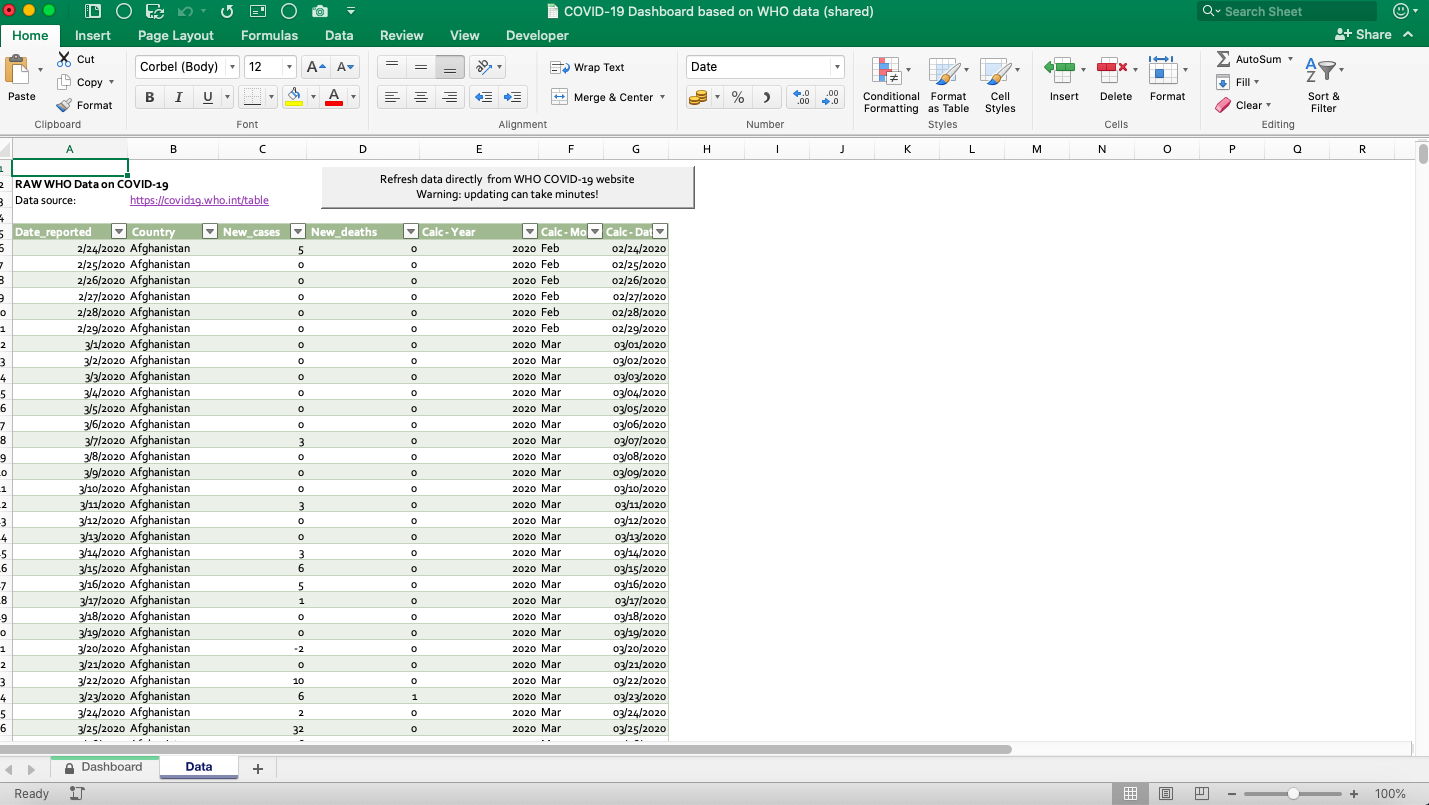 COVID-19 Dashboard based on WHO data (shared)
Search Sheet
Home Insert Page Layout Formulas Data Review View Developer
Share
Paste
Cut
Copy
Format
Clipboard
Corbel (Body) 12
B I U
Font
Wrap Text
Merge & Center
Alignment
Date
Number
Conditional Formatting
Format as Table
Cell Styles
Styles
Insert Delete Format
Cells
AutoSum
Fill
Clear
Sort & Filter
Editing
A B C D E F G H I J K L M N O P Q R
RAW WHO Data on COVID-19
Data source: https://covid19.who.int/table
Refresh data directly from WHO COVID-19 website
Warning: updating can take minutes!
Date_reported Country New_cases New_deaths Calc - Year Calc - Mo Calc - Dat
2/24/2020 Afghanistan 5 0 2020 Feb 02/24/2020
2/25/2020 Afghanistan 0 0 2020 Feb 02/25/2020
2/26/2020 Afghanistan 0 0 2020 Feb 02/26/2020
2/27/2020 Afghanistan 0 0 2020 Feb 02/27/2020
2/28/2020 Afghanistan 0 0 2020 Feb 02/28/2020
2/29/2020 Afghanistan 0 0 2020 Feb 02/29/2020
3/1/2020 Afghanistan 0 0 2020 Mar 03/01/2020
3/2/2020 Afghanistan 0 0 2020 Mar 03/02/2020
3/3/2020 Afghanistan 0 0 2020 Mar 03/03/2020
3/4/2020 Afghanistan 0 0 2020 Mar 03/04/2020
3/5/2020 Afghanistan 0 0 2020 Mar 03/05/2020
3/6/2020 Afghanistan 0 0 2020 Mar 03/06/2020
3/7/2020 Afghanistan 3 0 2020 Mar 03/07/2020
3/8/2020 Afghanistan 0 0 2020 Mar 03/08/2020
3/9/2020 Afghanistan 0 0 2020 Mar 03/09/2020
3/10/2020 Afghanistan 0 0 2020 Mar 03/10/2020
3/11/2020 Afghanistan 3 0 2020 Mar 03/11/2020
3/12/2020 Afghanistan 0 0 2020 Mar 03/12/2020
3/13/2020 Afghanistan 0 0 2020 Mar 03/13/2020
3/14/2020 Afghanistan 3 0 2020 Mar 03/14/2020
3/15/2020 Afghanistan 6 0 2020 Mar 03/15/2020
3/16/2020 Afghanistan 5 0 2020 Mar 03/16/2020
3/17/2020 Afghanistan 1 0 2020 Mar 03/17/2020
3/18/2020 Afghanistan 0 0 2020 Mar 03/18/2020
3/19/2020 Afghanistan 0 0 2020 Mar 03/19/2020
3/20/2020 Afghanistan -2 0 2020 Mar 03/20/2020
3/21/2020 Afghanistan 0 0 2020 Mar 03/21/2020
3/22/2020 Afghanistan 10 0 2020 Mar 03/22/2020
3/23/2020 Afghanistan 6 1 2020 Mar 03/23/2020
3/24/2020 Afghanistan 2 0 2020 Mar 03/24/2020
3/25/2020 Afghanistan 32 0 2020 Mar 03/25/2020
Dashboard Data
Ready
100%